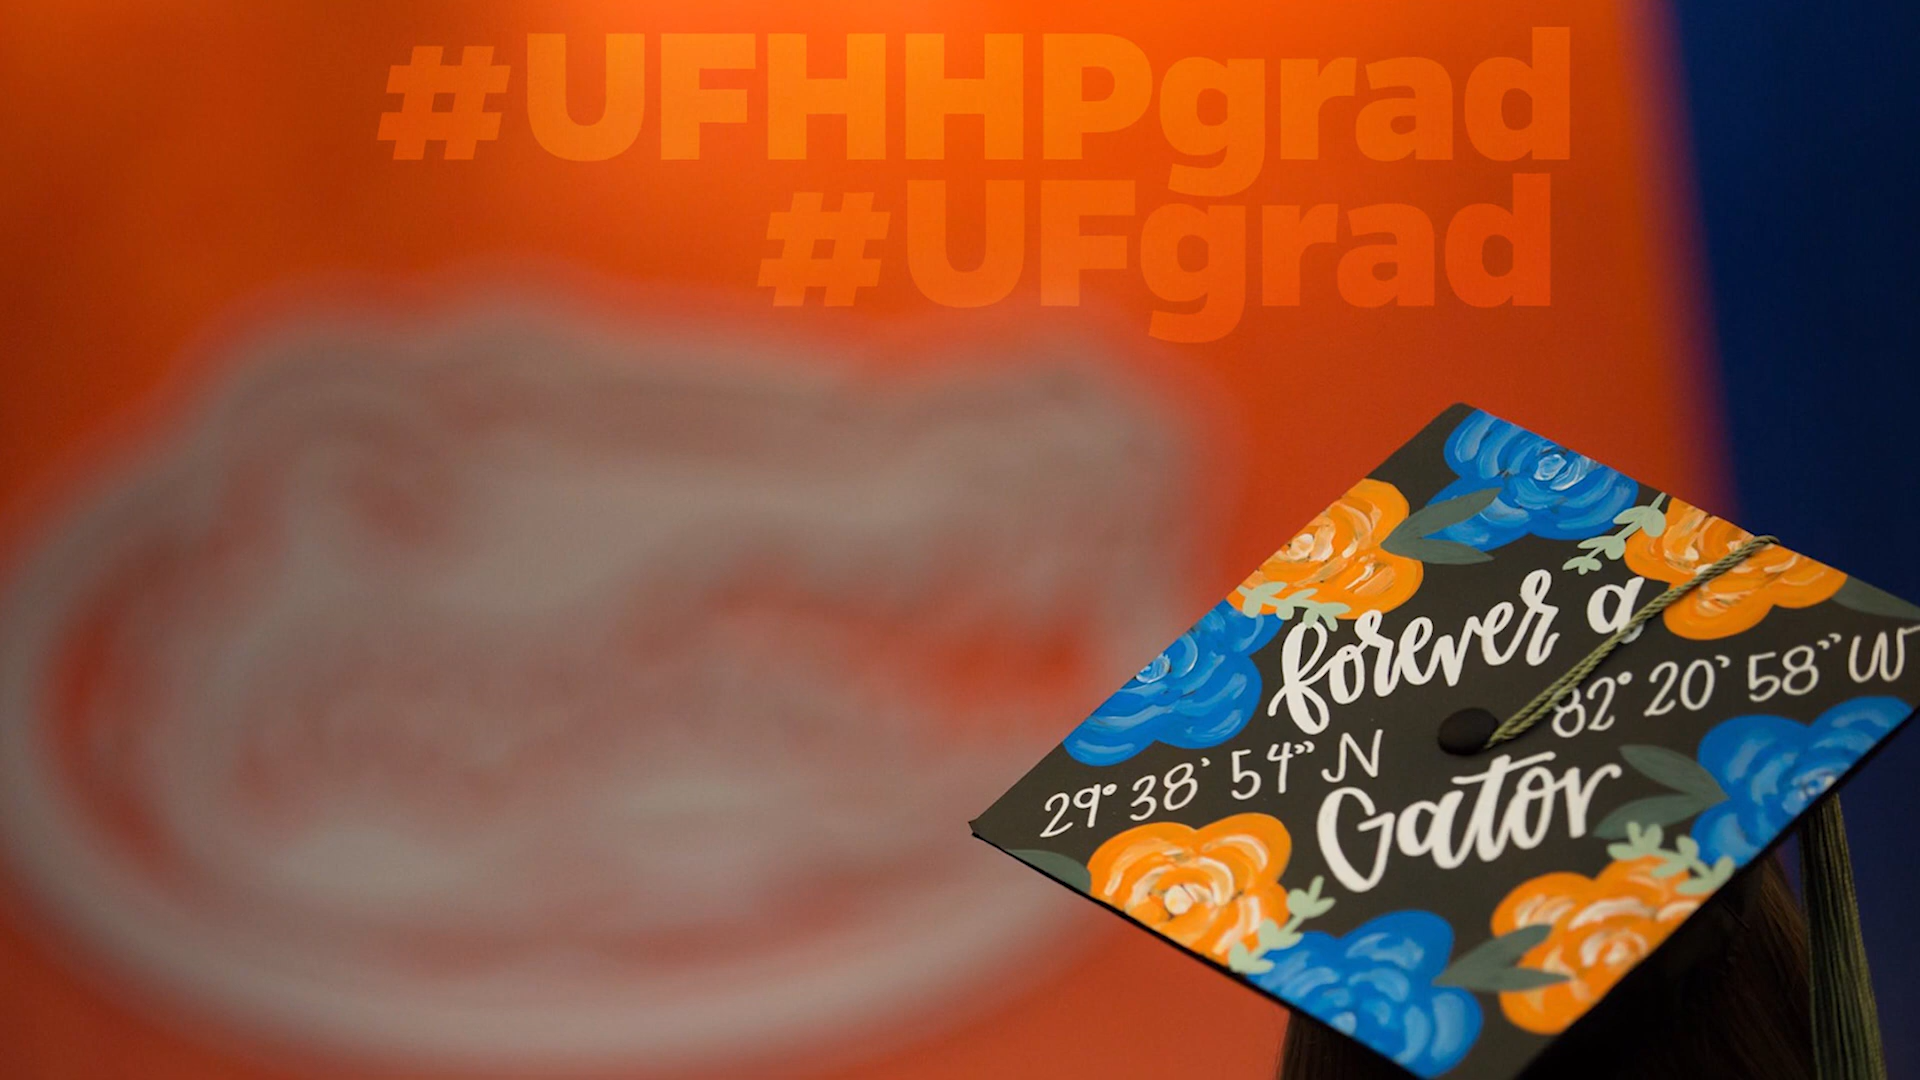 #UFHHPgrad
#UFgrad
forever a
82° 20' 58" W
29° 38' 54" N
Gator